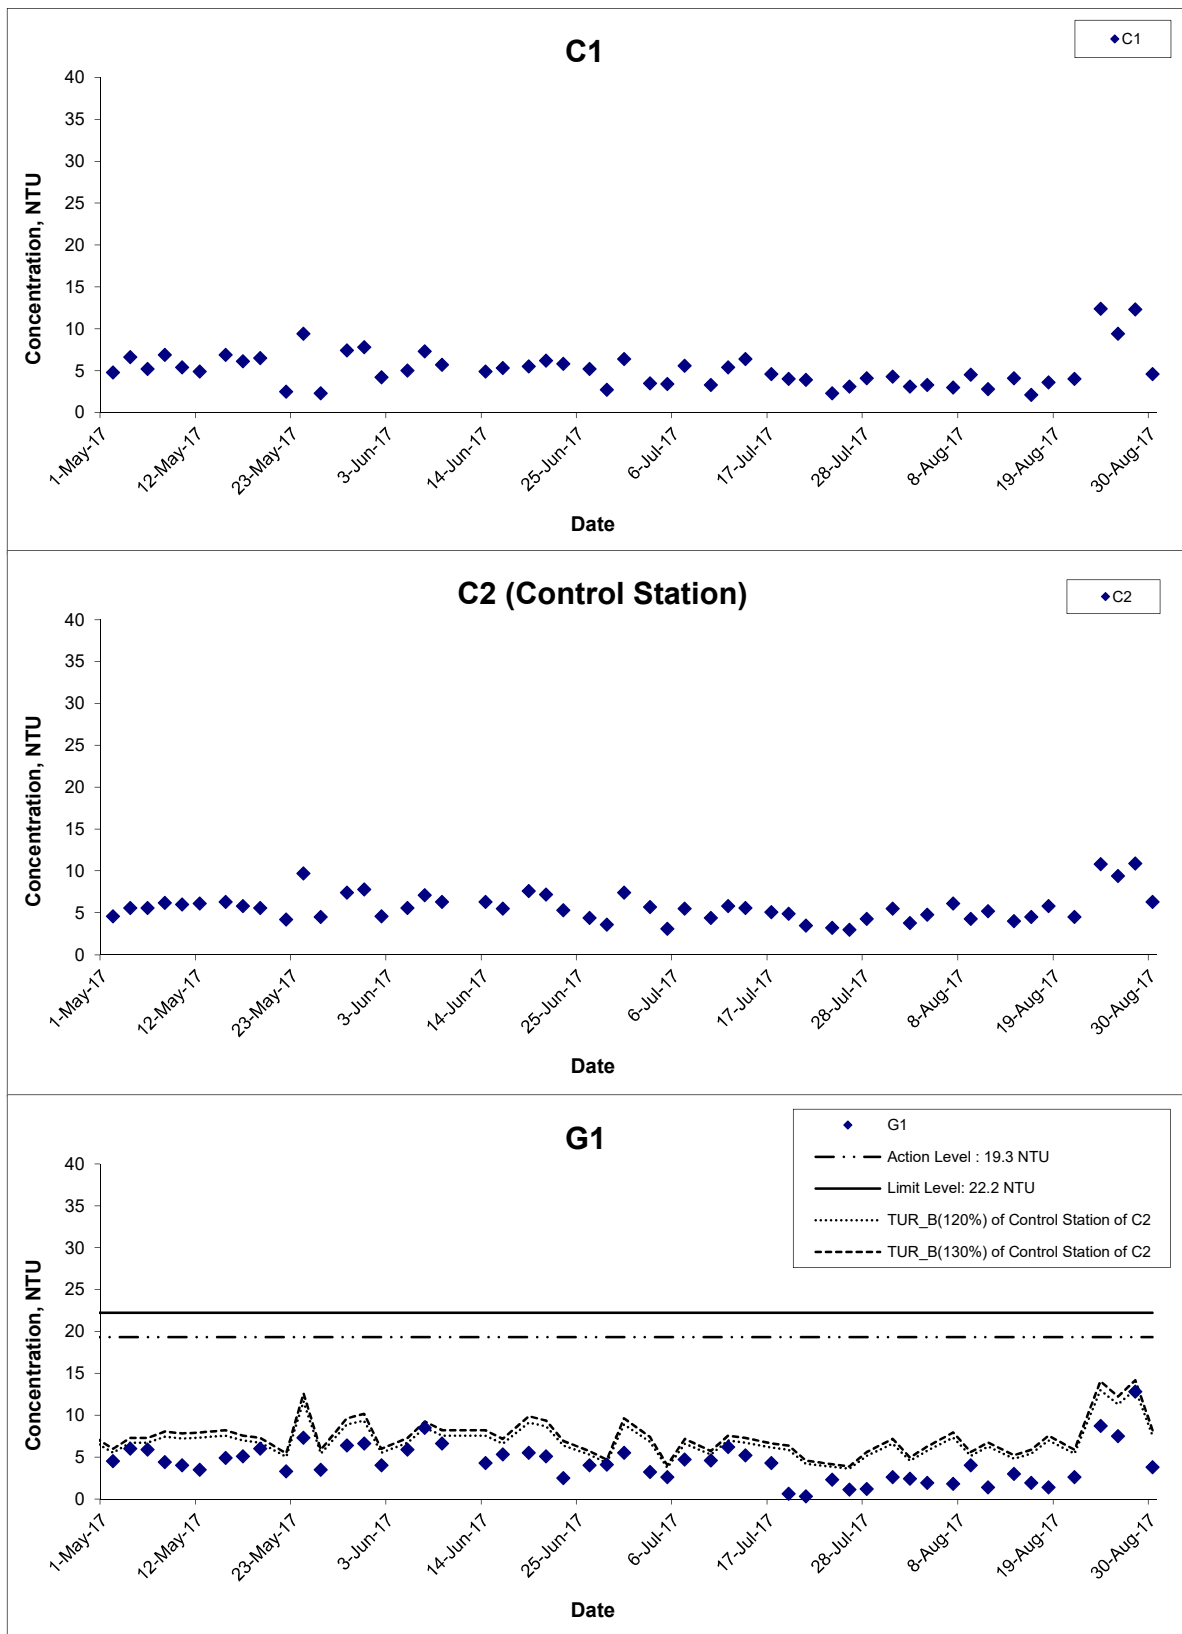 C1
C1
40
35
30
25
20
15
10
5
0
Concentration, NTU
1-May-17
12-May-17
23-May-17
3-Jun-17
14-Jun-17
25-Jun-17
6-Jul-17
17-Jul-17
28-Jul-17
8-Aug-17
19-Aug-17
30-Aug-17
Date
C2 (Control Station)
C2
40
35
30
25
20
15
10
5
0
Concentration, NTU
1-May-17
12-May-17
23-May-17
3-Jun-17
14-Jun-17
25-Jun-17
6-Jul-17
17-Jul-17
28-Jul-17
8-Aug-17
19-Aug-17
30-Aug-17
Date
G1
G1
Action Level : 19.3 NTU
Limit Level: 22.2 NTU
TUR_B(120%) of Control Station of C2
TUR_B(130%) of Control Station of C2
40
35
30
25
20
15
10
5
0
Concentration, NTU
1-May-17
12-May-17
23-May-17
3-Jun-17
14-Jun-17
25-Jun-17
6-Jul-17
17-Jul-17
28-Jul-17
8-Aug-17
19-Aug-17
30-Aug-17
Date